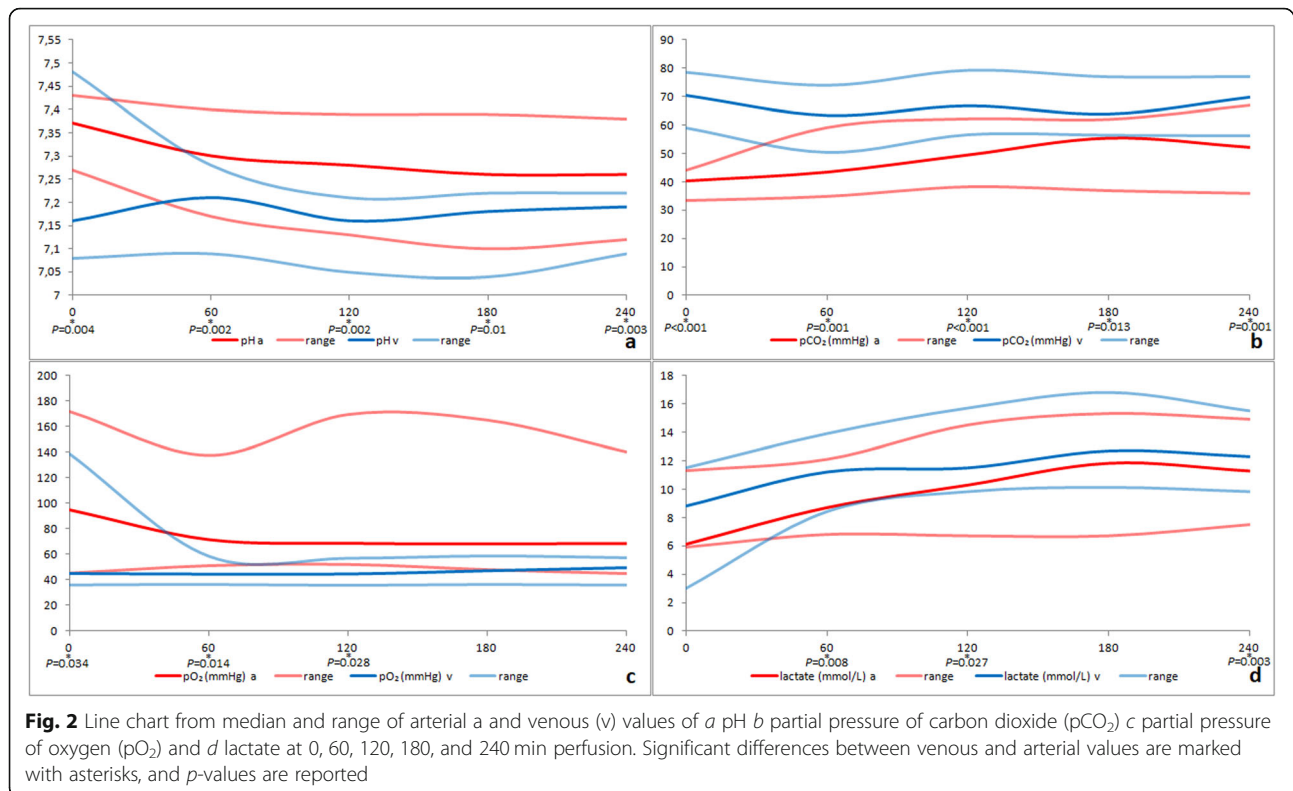 7,55
7,5
7,45
7,4
7,35
7,3
7,25
7,2
7,15
7,1
7,05
7
0 60 120 180 240
* * * * *
P=0.004 P=0.002 P=0.002 P=0.01 P=0.003
pH a range pH v range
a
90
80
70
60
50
40
30
20
10
0
0 60 120 180 240
* * * * *
P<0.001 P=0.001 P<0.001 P=0.013 P=0.001
pCO₂ (mmHg) a range pCO₂ (mmHg) v range
b
200
180
160
140
120
100
80
60
40
20
0
0 60 120 180 240
* * *
P=0.034 P=0.014 P=0.028
pO₂ (mmHg) a range pO₂ (mmHg) v range
c
18
16
14
12
10
8
6
4
2
0
0 60 120 180 240
* * *
P=0.008 P=0.027 P=0.003
lactate (mmol/L) a range lactate (mmol/L) v range
d
Fig. 2 Line chart from median and range of arterial a and venous (v) values of a pH b partial pressure of carbon dioxide (pCO₂) c partial pressure
of oxygen (pO₂) and d lactate at 0, 60, 120, 180, and 240 min perfusion. Significant differences between venous and arterial values are marked
with asterisks, and p-values are reported